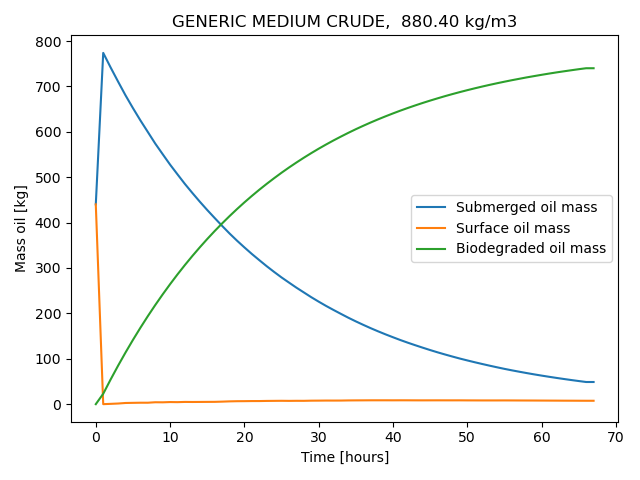 GENERIC MEDIUM CRUDE,  880.40 kg/m3
800
700
600
500
400
300
200
100
0
Mass oil [kg]
Submerged oil mass
Surface oil mass
Biodegraded oil mass
0 10 20 30 40 50 60 70
Time [hours]